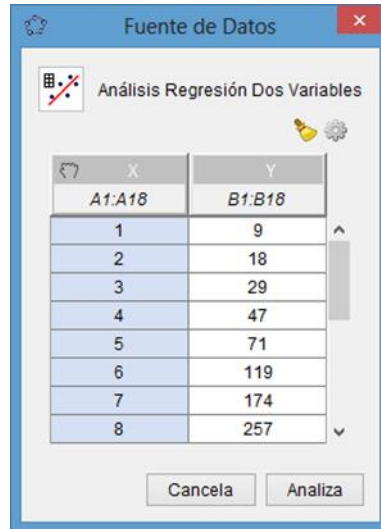 Fuente de Datos
Análisis Regresión Dos Variables
X Y
A1:A18 B1:B18
1 9
2 18
3 29
4 47
5 71
6 119
7 174
8 257
Cancela Analiza